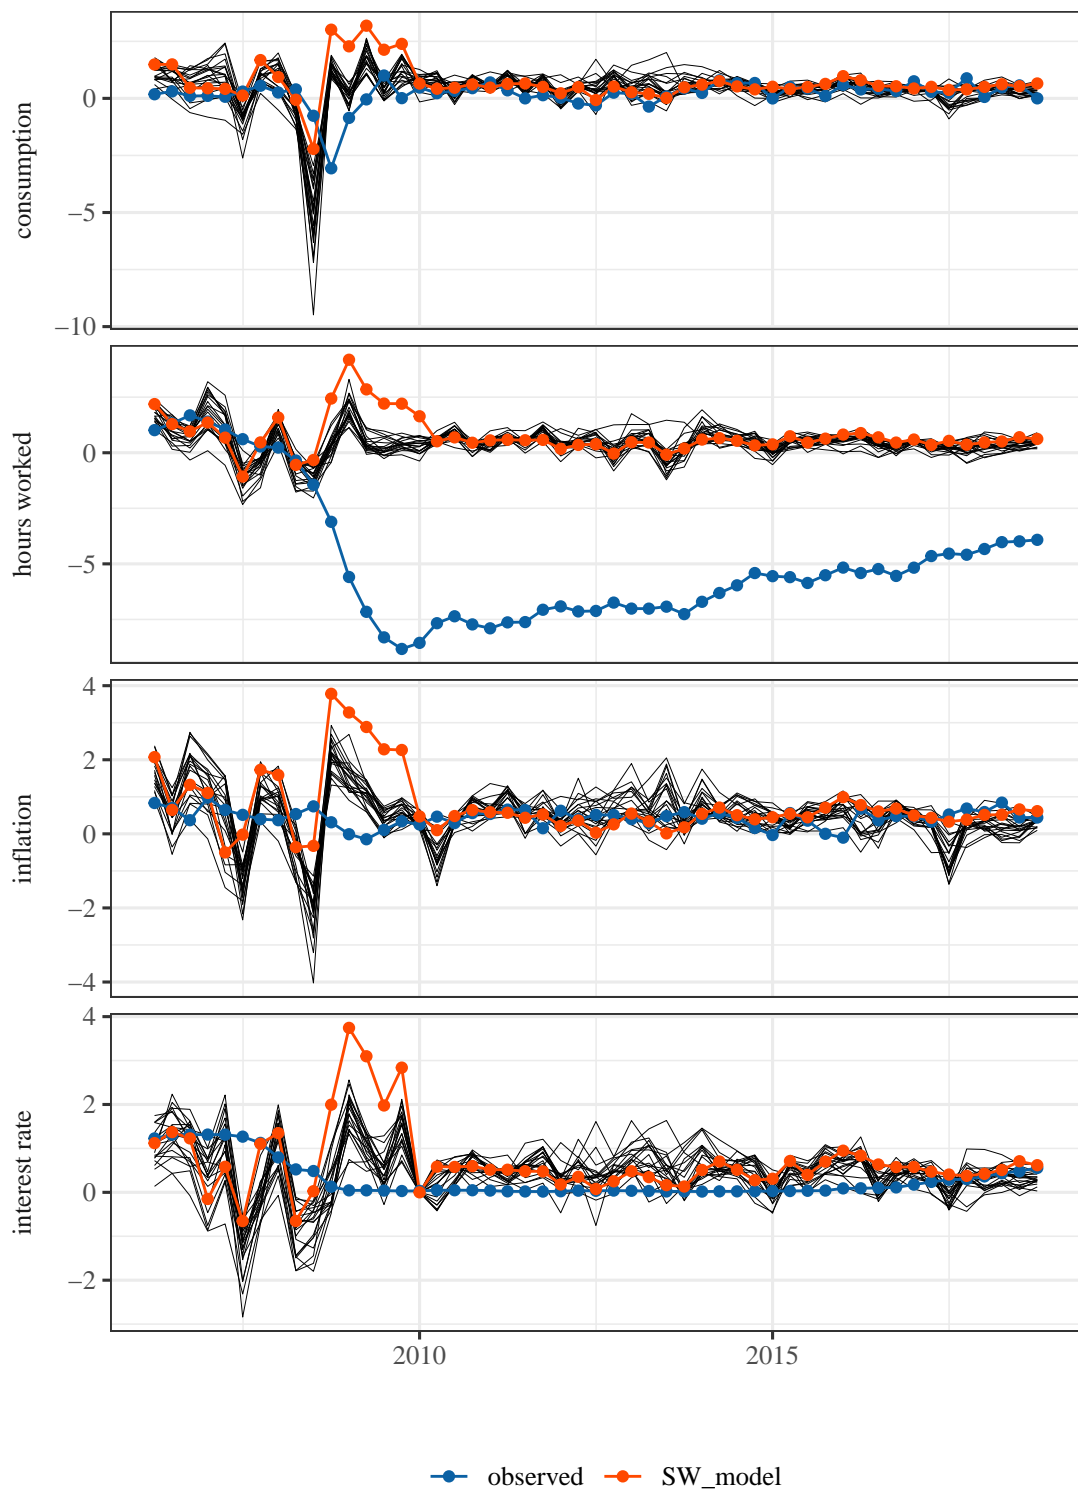 consumption
0
−5
−10
hours worked
0
−5
inflation
4
2
0
−2
−4
interest rate
4
2
0
−2
2010
2015
observed
SW_model